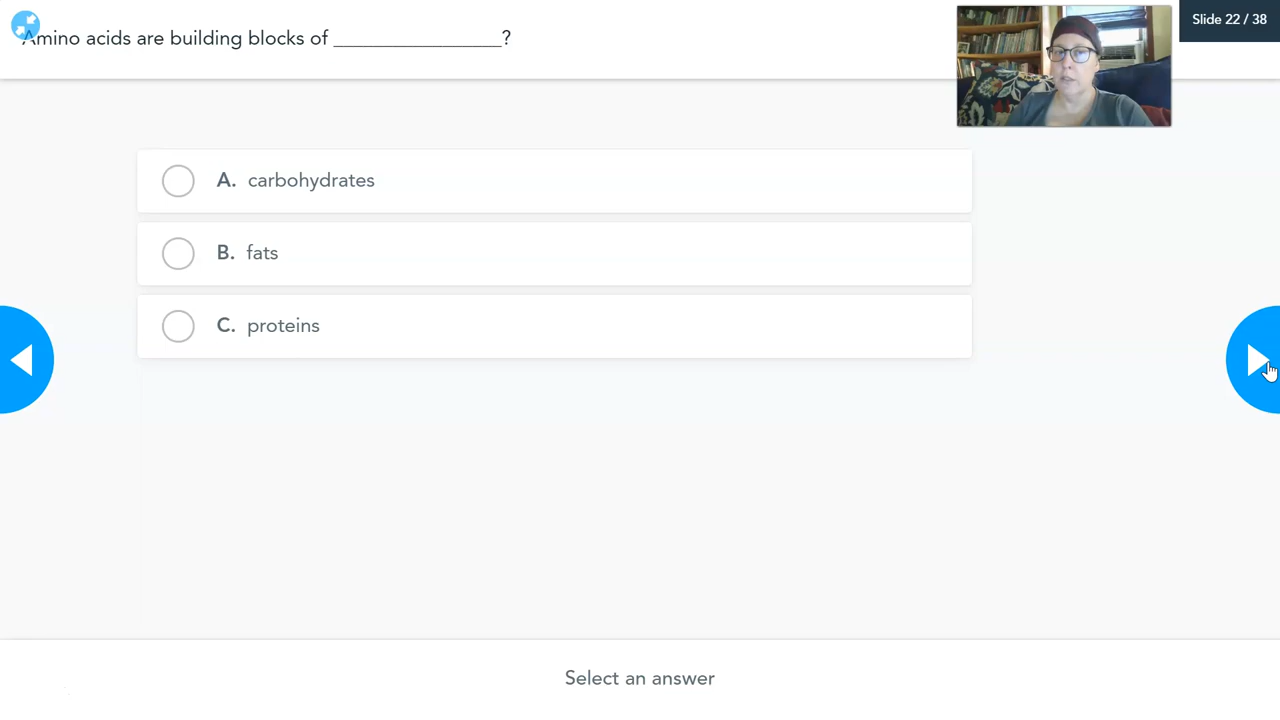 Amino acids are building blocks of _______________?
Slide 22 / 38
A. carbohydrates
B. fats
C. proteins
Select an answer